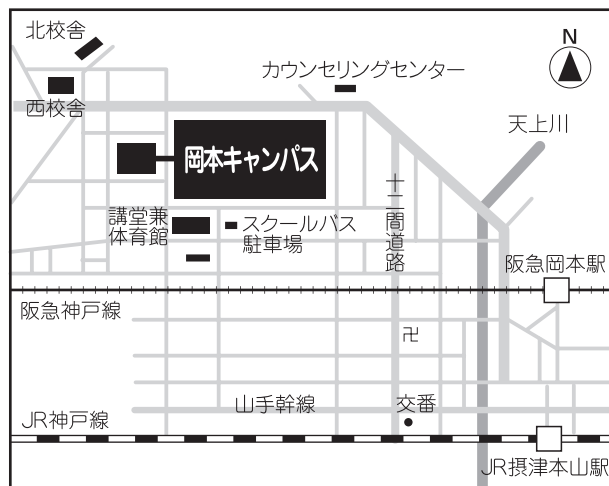 北校舎
N
カウンセリングセンター
西校舎
天上川
岡本キャンパス
十二間道路
講堂兼
体育館
スクールバス
駐車場
阪急岡本駅
阪急神戸線
卍
山手幹線
交番
JR神戸線
JR摂津本山駅